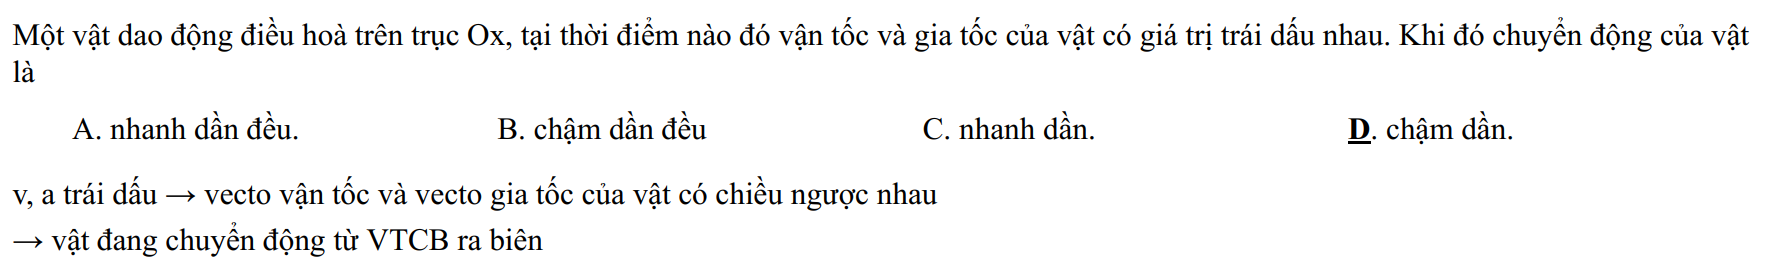 Một vật dao động điều hoà trên trục Ox, tại thời điểm nào đó vận tốc và gia tốc của vật có giá trị trái dấu nhau. Khi đó chuyển động của vật
là
A. nhanh dần đều. B. chậm dần đều C. nhanh dần. D. chậm dần.
v, a trái dấu → vecto vận tốc và vecto gia tốc của vật có chiều ngược nhau
→ vật đang chuyển động từ VTCB ra biên